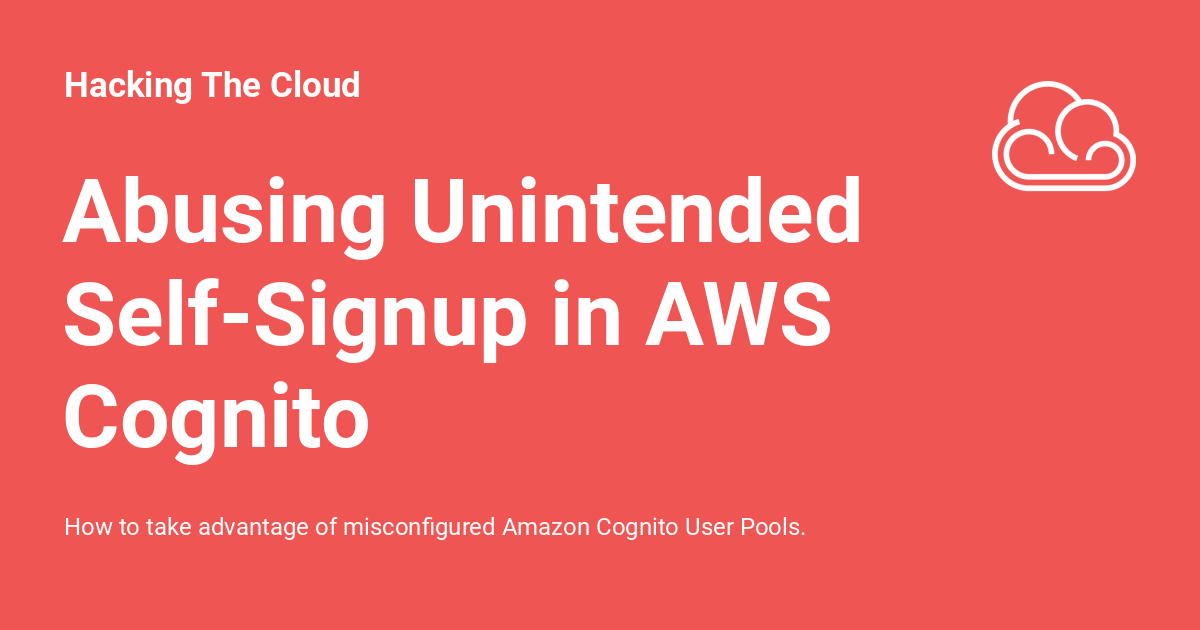 Hacking The Cloud
Abusing Unintended
Self-Signup in AWS
Cognito
How to take advantage of misconfigured Amazon Cognito User Pools.